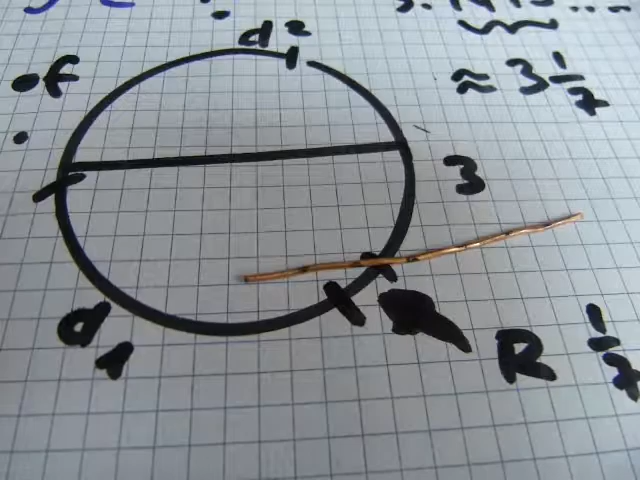 d2
of
≈ 3 1/7
3
d1
R 1/7